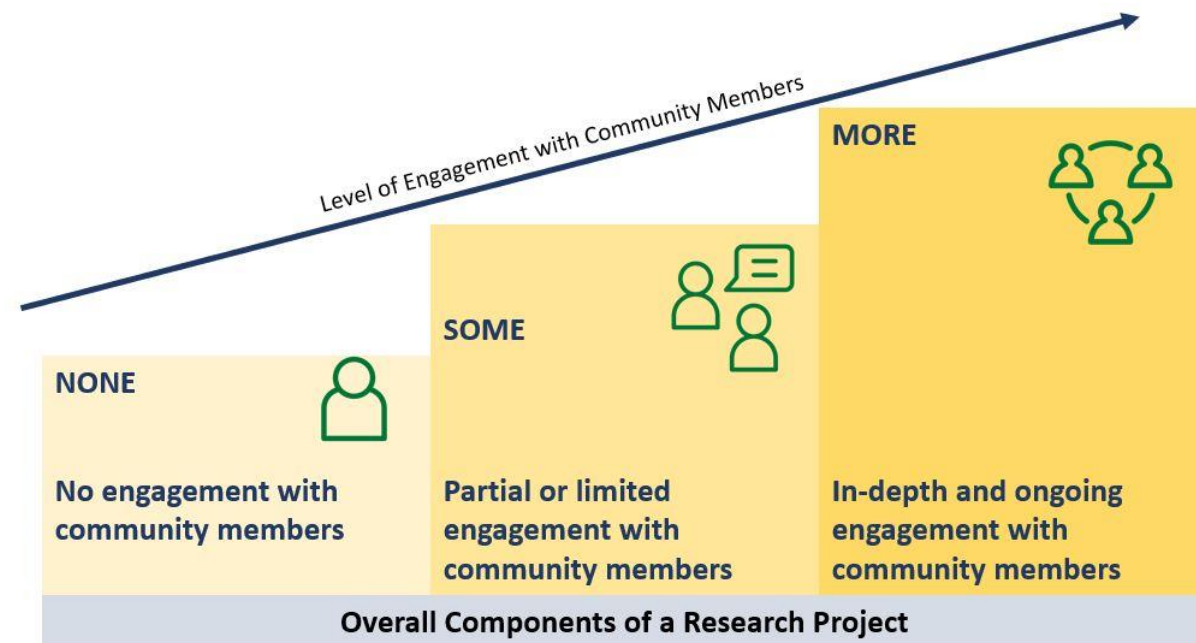 Level of Engagement with Community Members
NONE
No engagement with
community members
SOME
Partial or limited
engagement with
community members
MORE
In-depth and ongoing
engagement with
community members
Overall Components of a Research Project